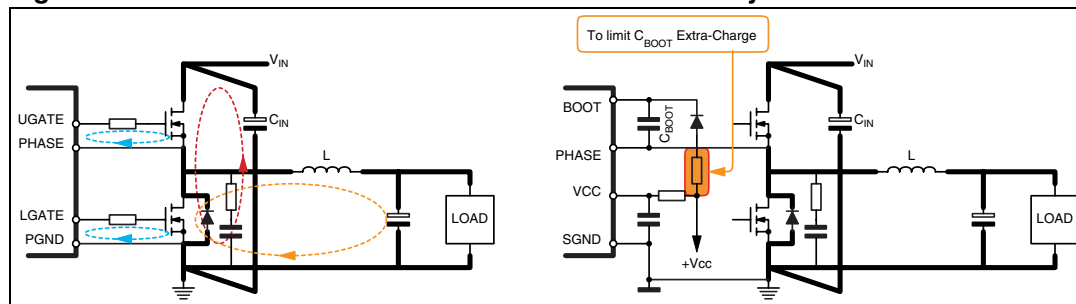 To limit C_BOOT Extra-Charge
V_IN
UGATE
PHASE
C_IN
L
LGATE
PGND
LOAD
V_IN
BOOT
C_BOOT
C_IN
PHASE
L
VCC
SGND
LOAD
+Vcc